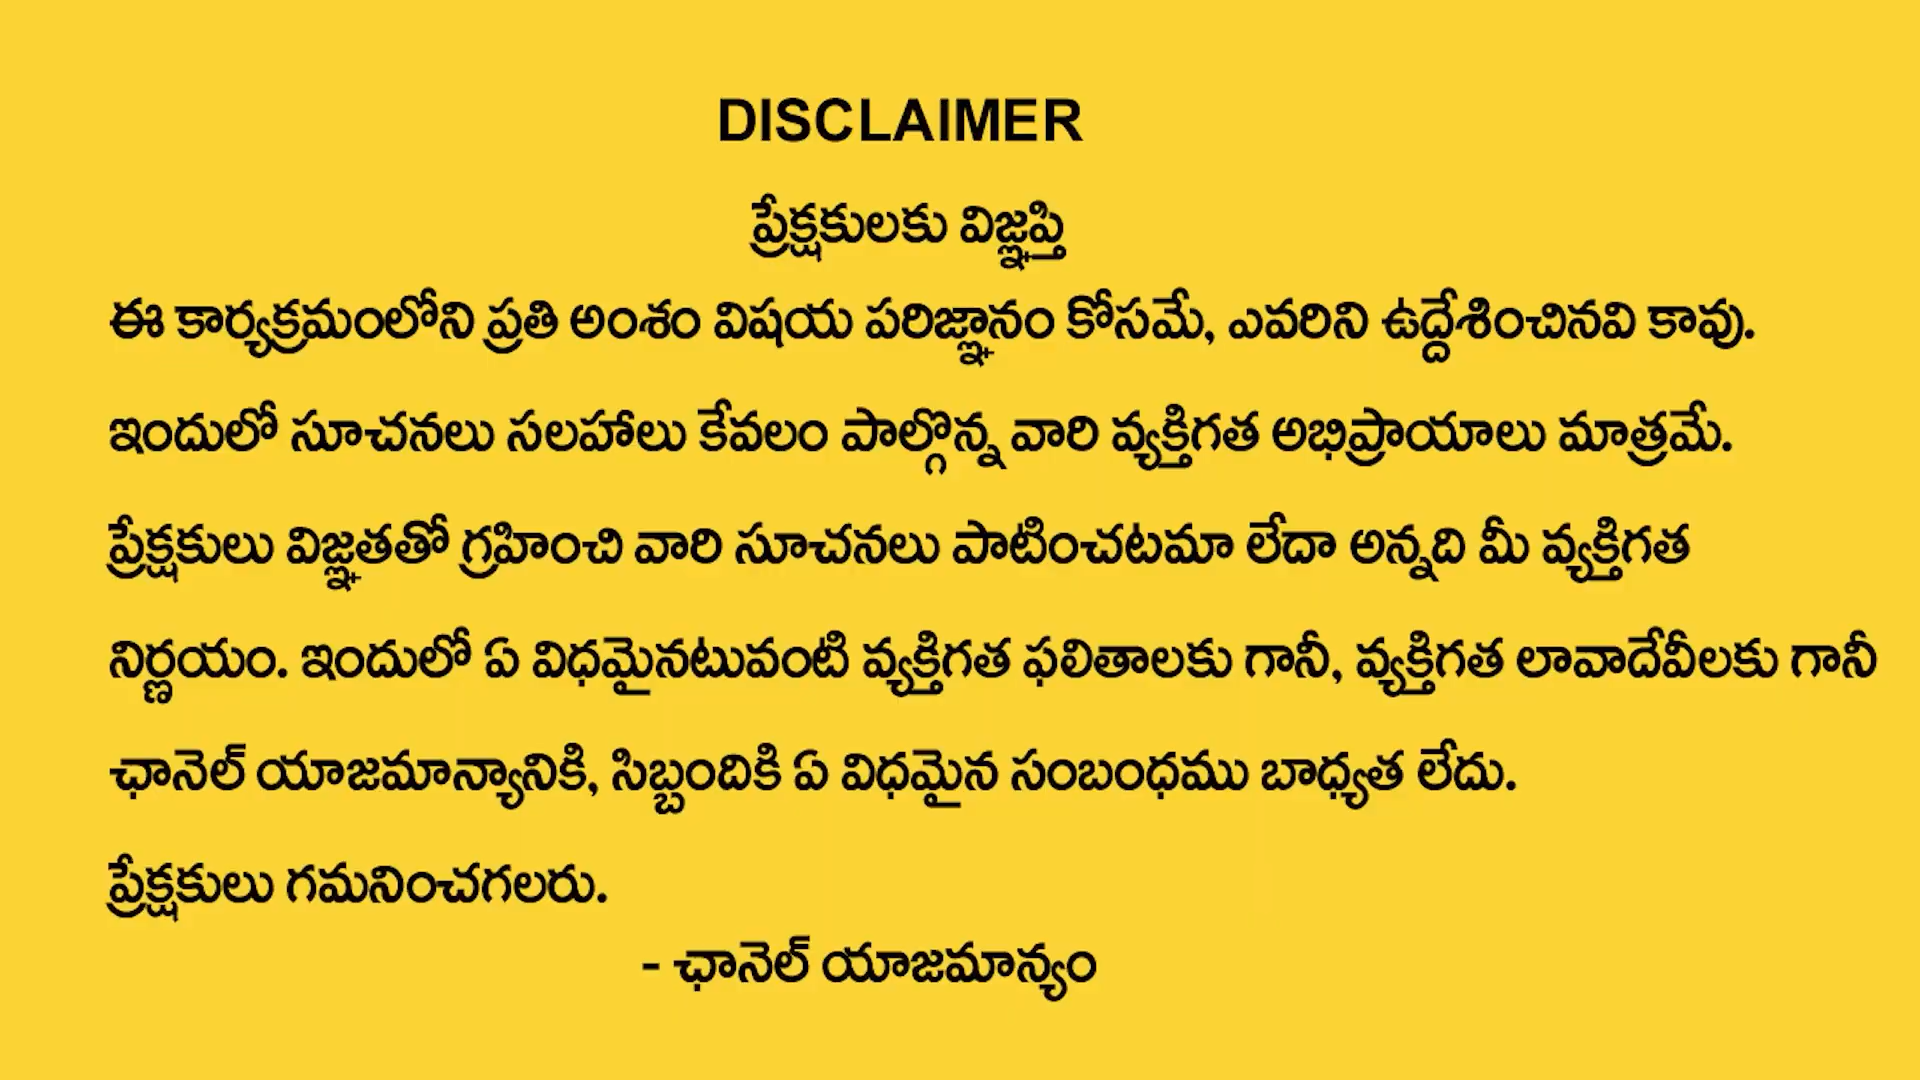 DISCLAIMER
ప్రేక్షకులకు విజ్ఞప్తి
ఈ కార్యక్రమంలోని ప్రతి అంశం విషయ పరిజ్ఞానం కోసమే, ఎవరిని ఉద్దేశించినవి కావు.
ఇందులో సూచనలు సలహాలు కేవలం పాల్గొన్న వారి వ్యక్తిగత అభిప్రాయాలు మాత్రమే.
ప్రేక్షకులు విజ్ఞతతో గ్రహించి వారి సూచనలు పాటించటమా లేదా అన్నది మీ వ్యక్తిగత
నిర్ణయం. ఇందులో ఏ విధమైనటువంటి వ్యక్తిగత ఫలితాలకు గానీ, వ్యక్తిగత లావాదేవీలకు గానీ
ఛానెల్ యాజమాన్యానికి, సిబ్బందికి ఏ విధమైన సంబంధము బాధ్యత లేదు.
ప్రేక్షకులు గమనించగలరు.
- ఛానెల్ యాజమాన్యం